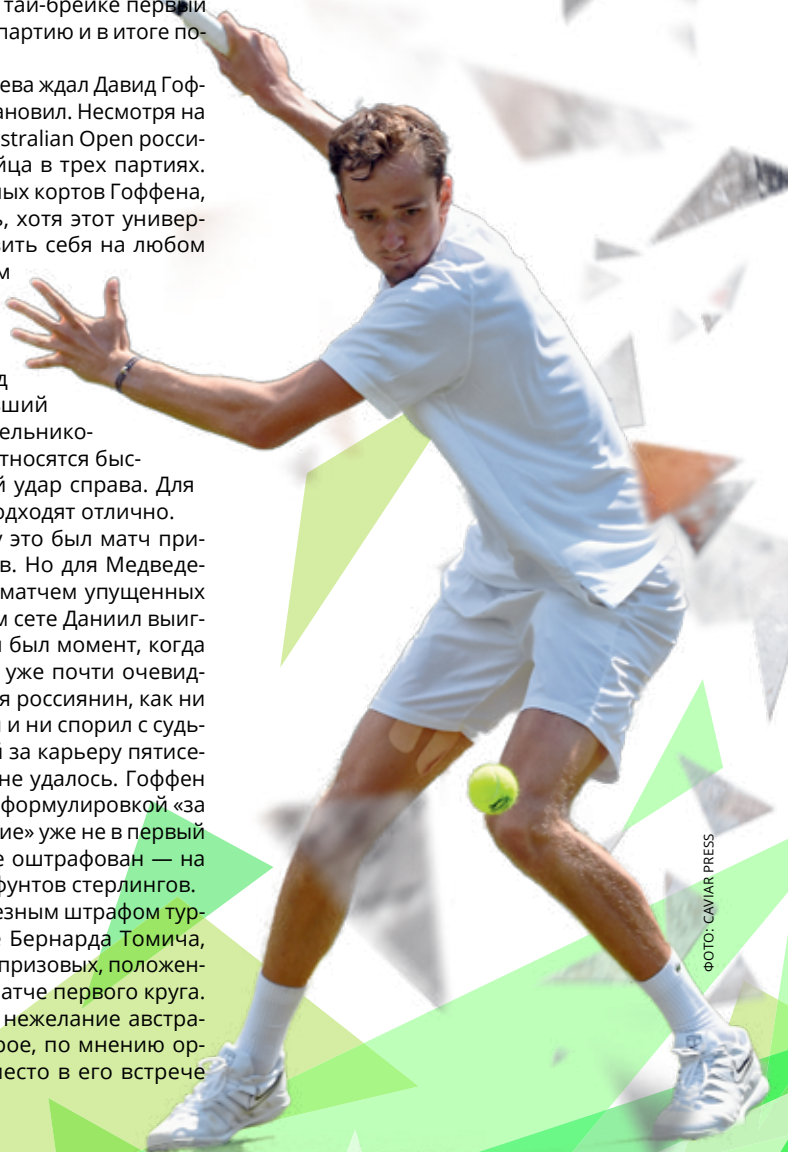 тай-брейке первый
партию и в итоге по-
ева ждал Давид Гоф-
ановил. Несмотря на
stralian Open росси-
йца в трех партиях.
ных кортов Гоффена,
ь, хотя этот универ-
вить себя на любом
м
д
вший
ельнико-
тносятся быс-
й удар справа. Для
одходят отлично.
у это был матч при-
в. Но для Медведе-
матчем упущенных
м сете Даниил выиг-
л был момент, когда
уже почти очевид-
я россиянин, как ни
и ни спорил с судь-
й за карьеру пятисе-
не удалось. Гоффен
формулировкой «за
ие» уже не в первый
е оштрафован — на
фунтов стерлингов.
езным штрафом тур-
е Бернарда Томича,
призовых, положен-
атче первого круга.
нежелание австра-
рое, по мнению ор-
место в его встрече
ФОТО: CAVIAR PRESS